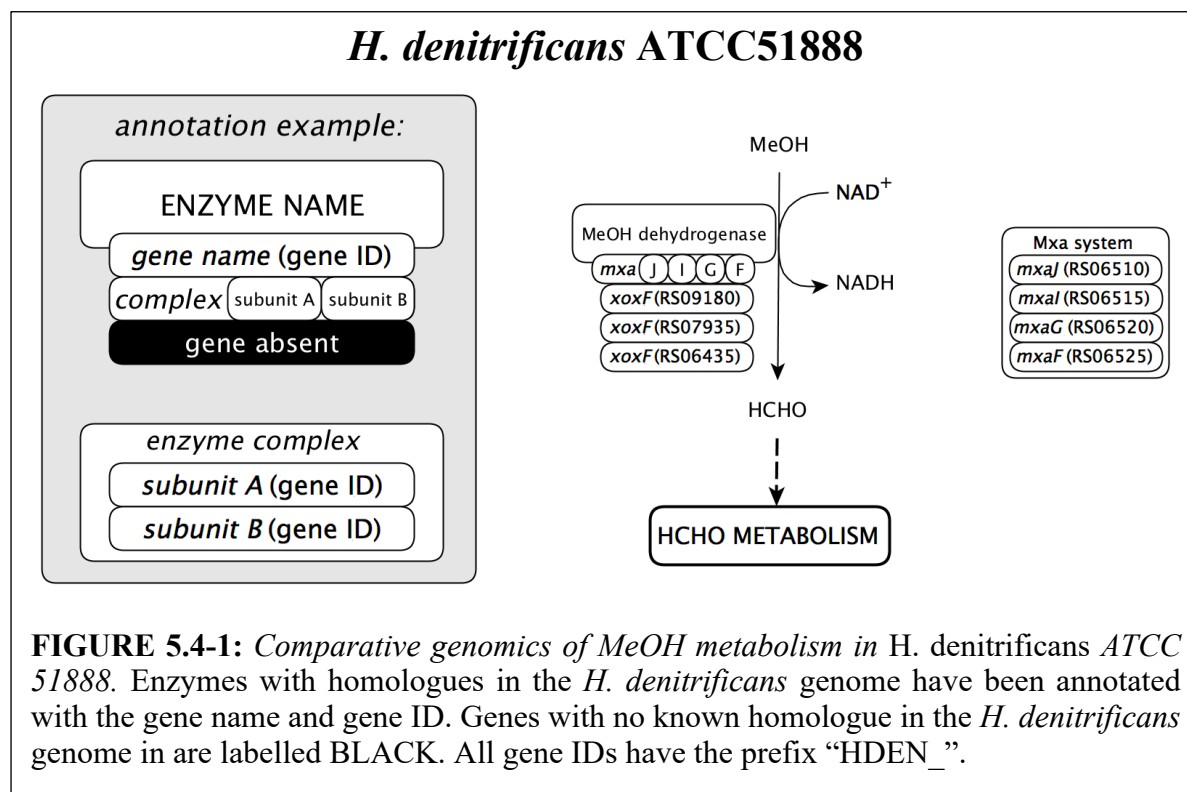 H. denitrificans ATCC51888
annotation example:
ENZYME NAME
gene name (gene ID)
complex subunit A subunit B
gene absent
enzyme complex
subunit A (gene ID)
subunit B (gene ID)
MeOH
NAD+
MeOH dehydrogenase
mxa J I G F
NADH
xoxF(RS09180)
xoxF(RS07935)
xoxF(RS06435)
HCHO
HCHO METABOLISM
Mxa system
mxaJ (RS06510)
mxaI (RS06515)
mxaG (RS06520)
mxaF (RS06525)
FIGURE 5.4-1: Comparative genomics of MeOH metabolism in H. denitrificans ATCC
51888. Enzymes with homologues in the H. denitrificans genome have been annotated
with the gene name and gene ID. Genes with no known homologue in the H. denitrificans
genome in are labelled BLACK. All gene IDs have the prefix “HDEN_”.